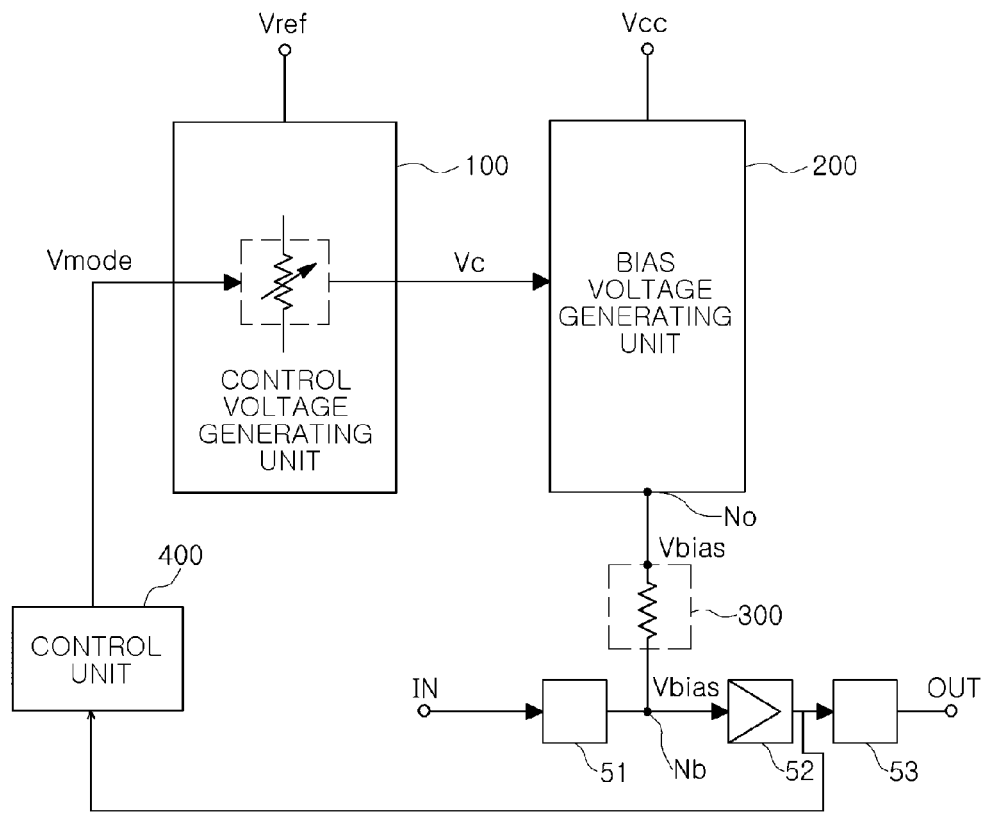 Vref
Vcc
100
200
Vmode
Vc
BIAS
VOLTAGE
GENERATING
UNIT
CONTROL
VOLTAGE
GENERATING
UNIT
No
400
Vbias
300
CONTROL
UNIT
IN
Vbias
OUT
51
Nb
52
53